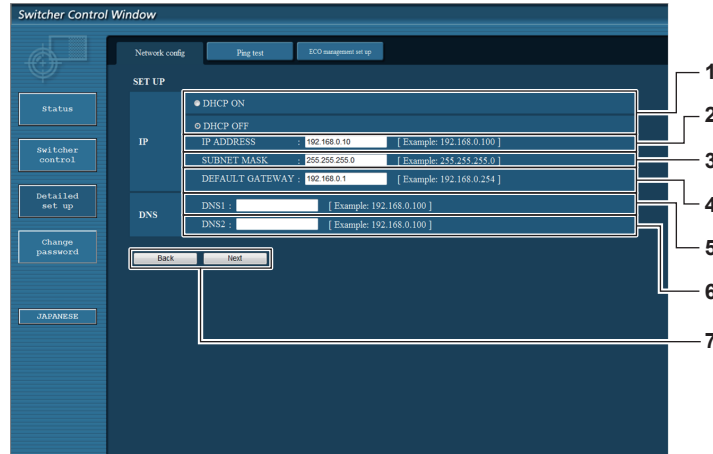 Switcher Control Window
Network config
Ping test
ECO management set up
SET UP
Status
Switcher control
Detailed set up
Change password
JAPANESE
IP
DHCP ON
DHCP OFF
IP ADDRESS : 192.168.0.10 [ Example: 192.168.0.100 ]
SUBNET MASK : 255.255.255.0 [ Example: 255.255.255.0 ]
DEFAULT GATEWAY : 192.168.0.1 [ Example: 192.168.0.254 ]
DNS
DNS1 : [ Example: 192.168.0.100 ]
DNS2 : [ Example: 192.168.0.100 ]
Back
Next
1
2
3
4
5
6
7